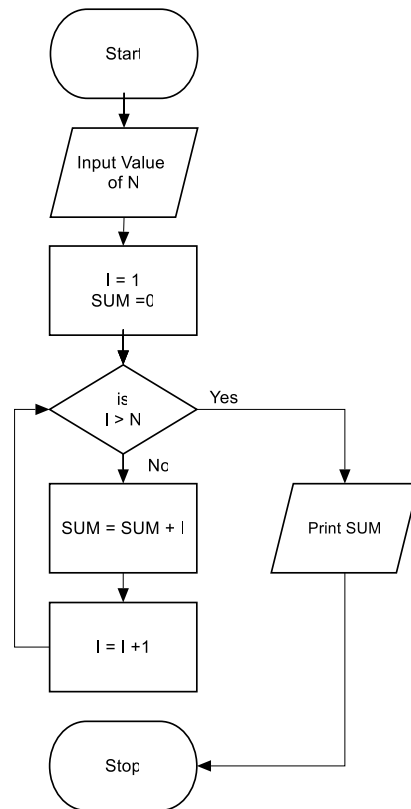 Start
Input Value
of N
I = 1
SUM =0
is
I > N
Yes
No
SUM = SUM + I
Print SUM
I = I +1
Stop